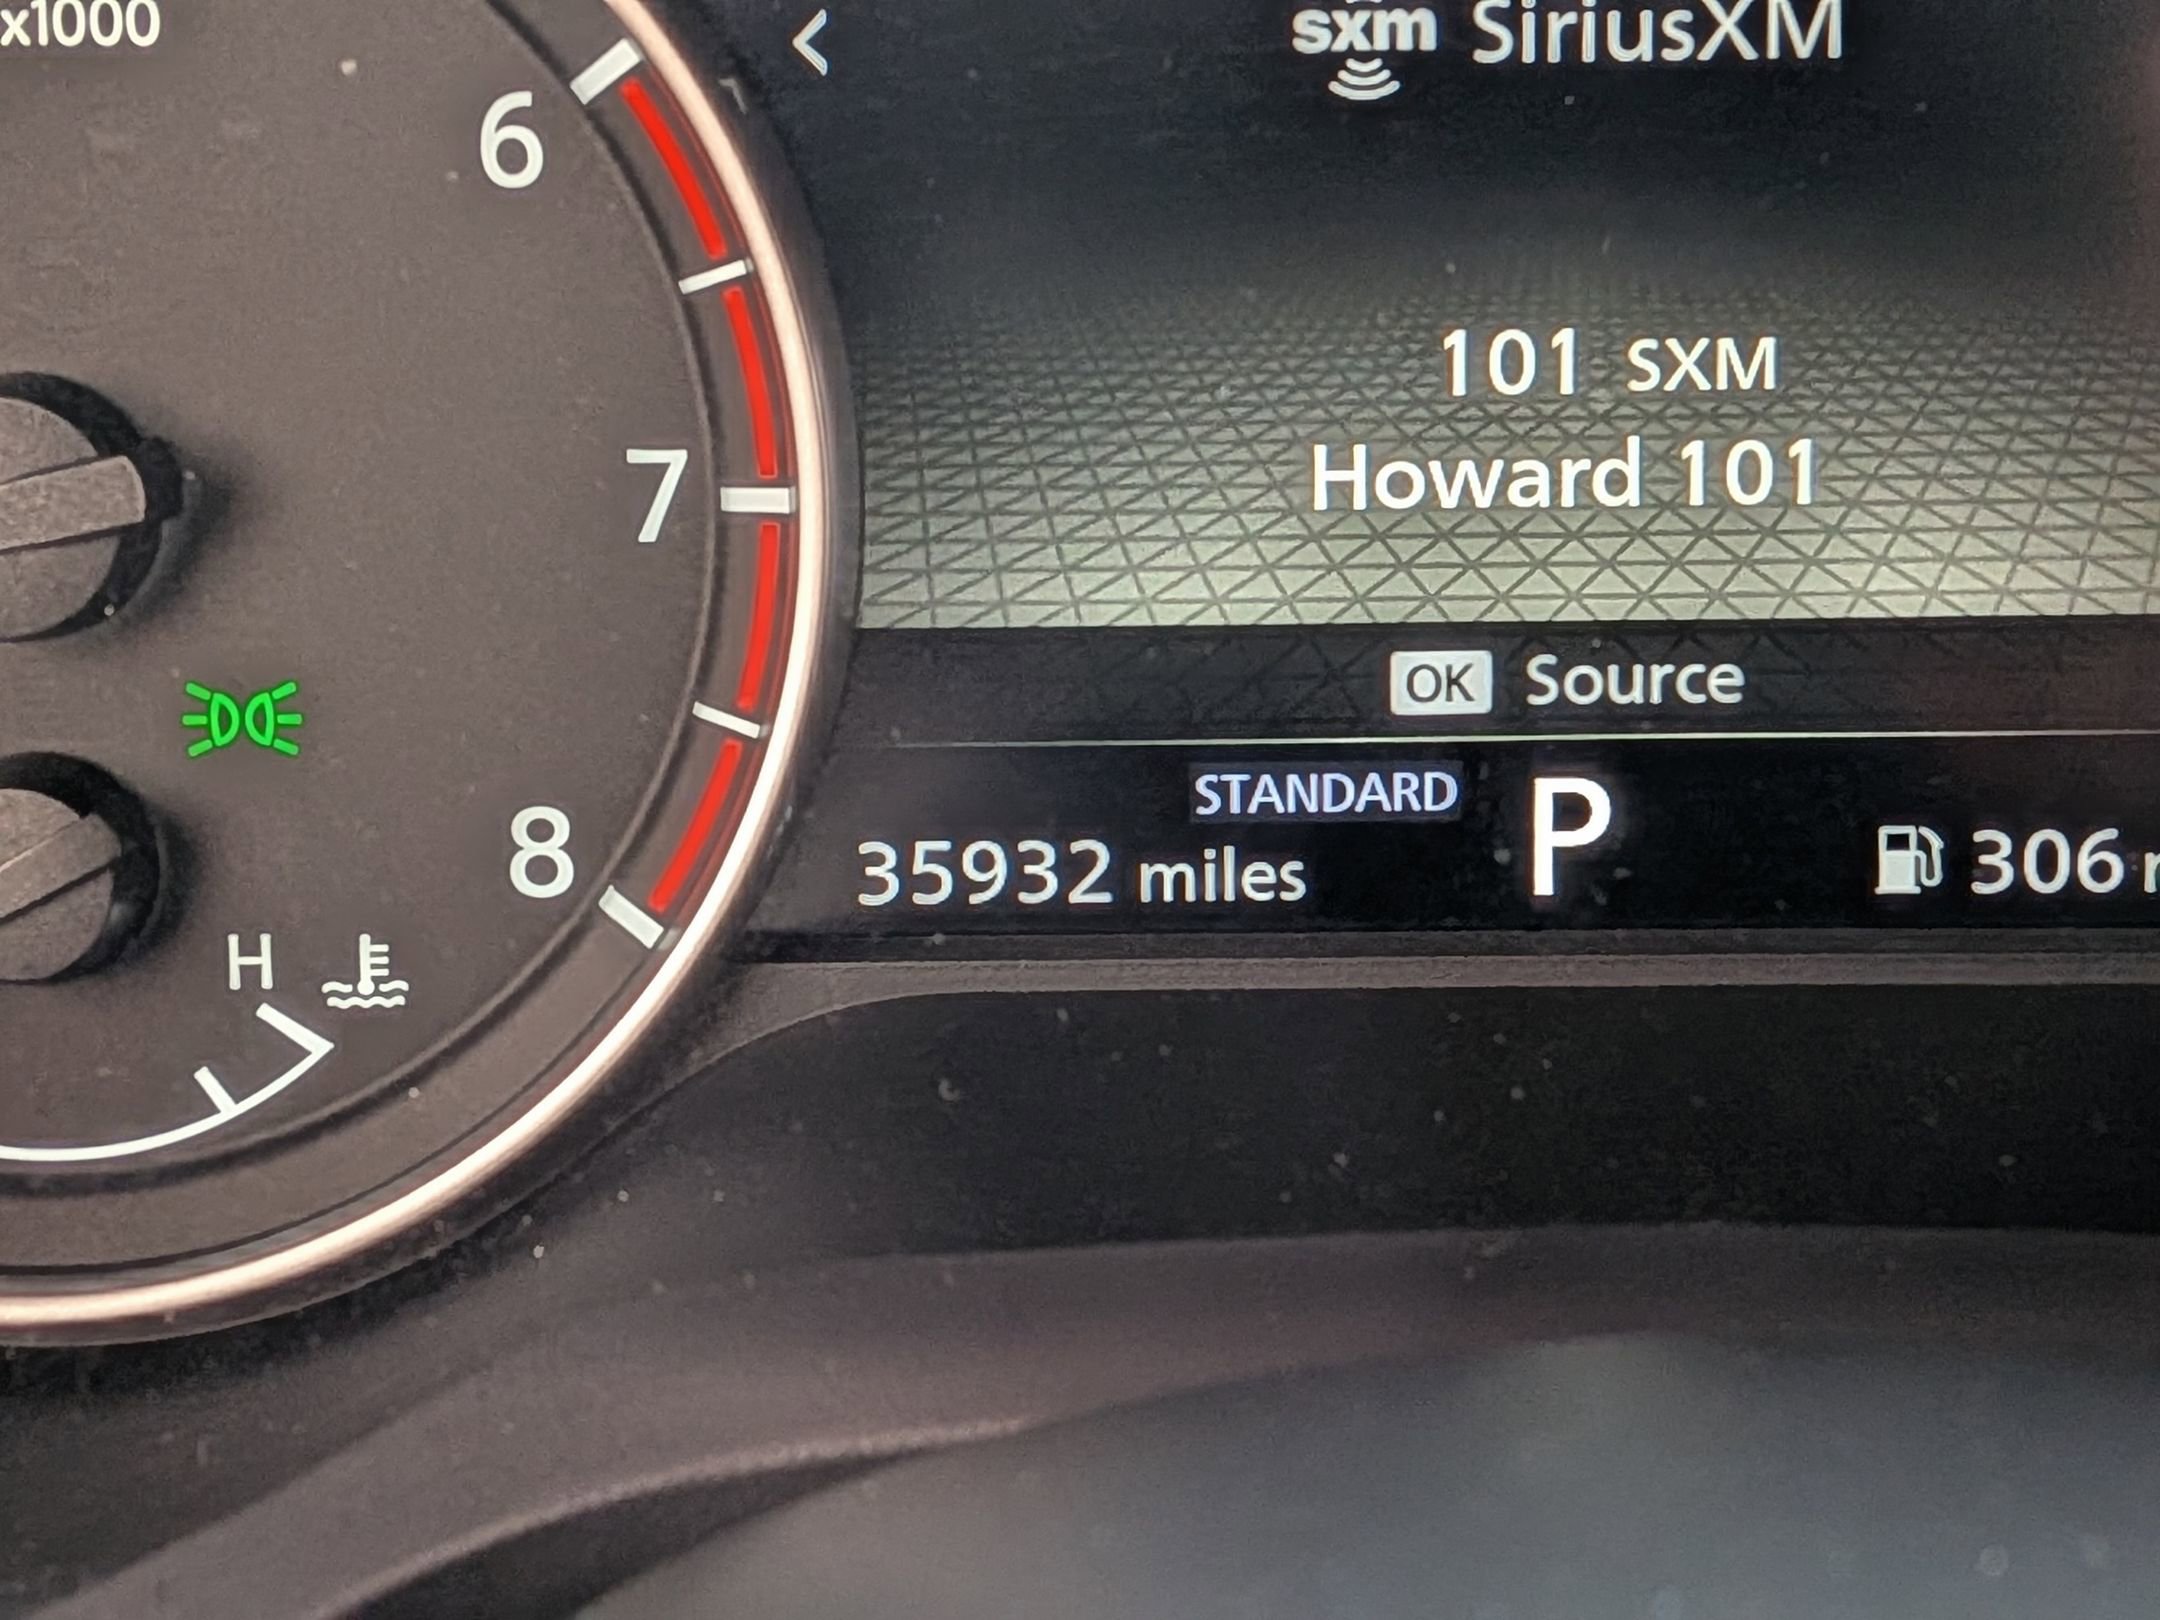 x1000
6
7
8
H
sxm SiriusXM
101 SXM
Howard 101
OK Source
STANDARD
P
35932 miles
306